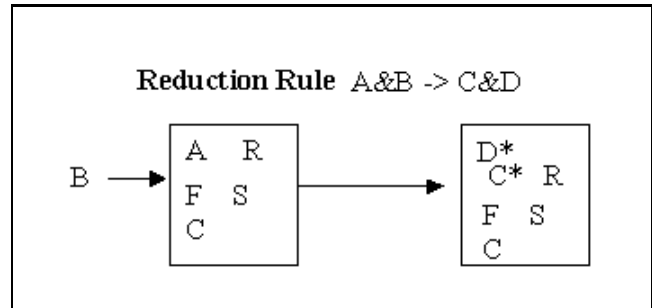 Reduction Rule A&B -> C&D
B
A R
F S
C
D*
C* R
F S
C